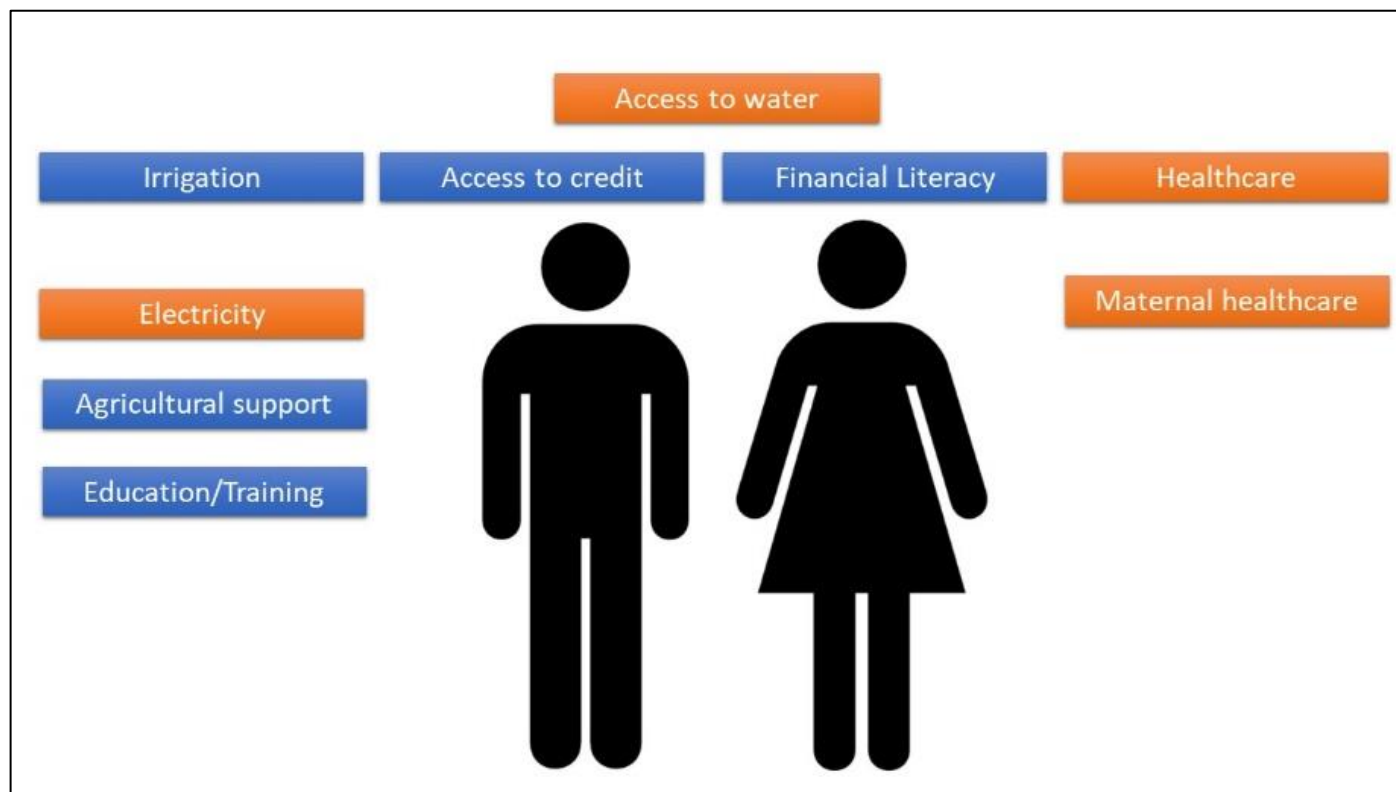 Access to water
Irrigation
Access to credit
Financial Literacy
Healthcare
Electricity
Maternal healthcare
Agricultural support
Education/Training